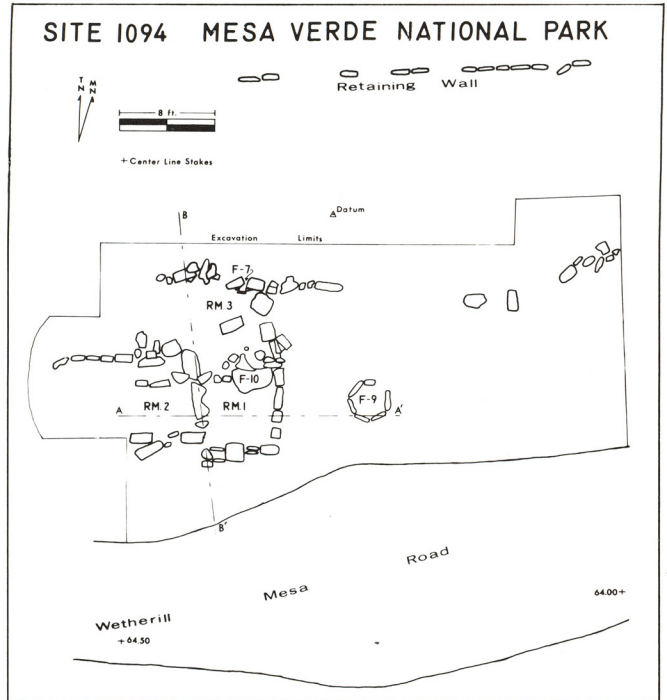 SITE 1094 MESA VERDE NATIONAL PARK
T M
N N
Retaining Wall
8 ft.
+ Center Line Stakes
B
Datum
Excavation Limits
F-7
RM 3
F-10
F-9
A
RM. 2
RM. 1
A'
B'
Road
Mesa
64.00+
Wetherill
+64.50